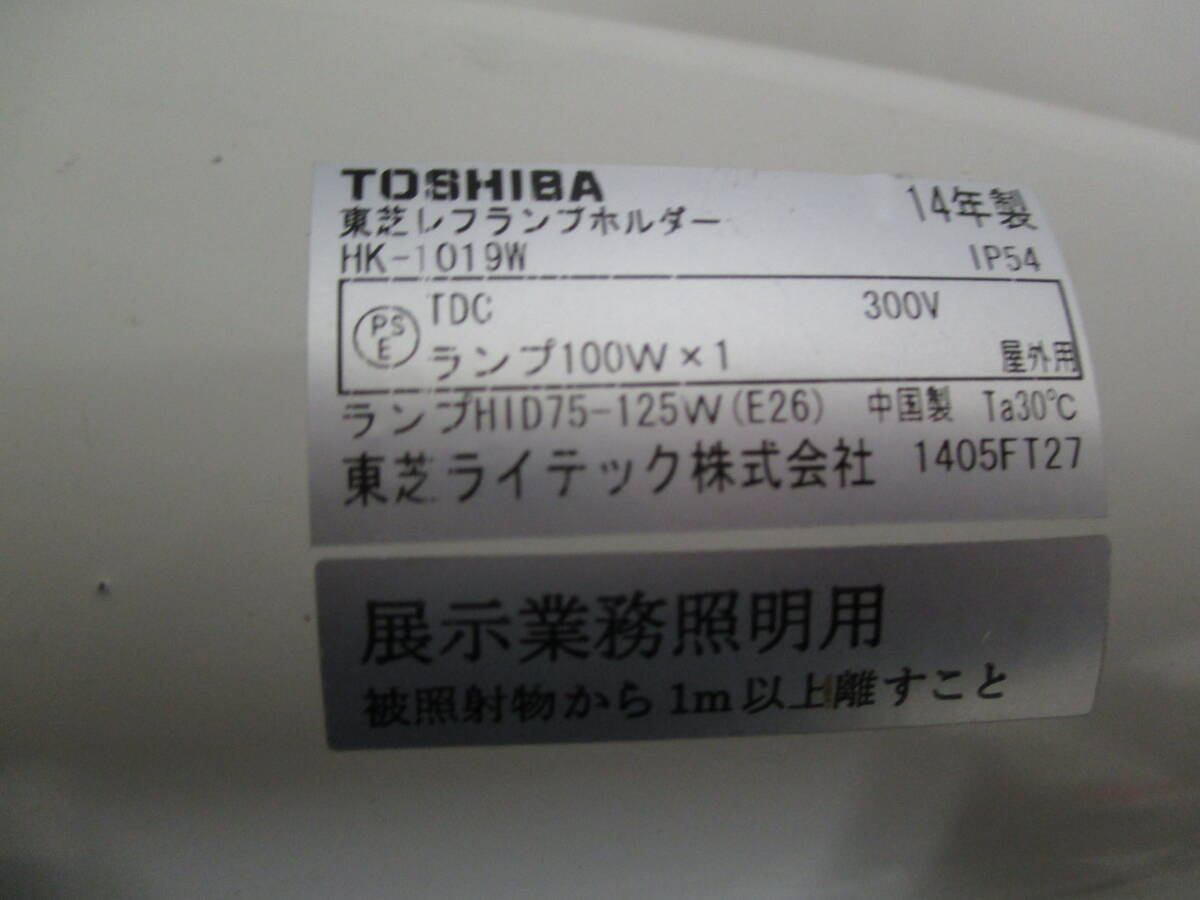 TOSHIBA
東芝レフランプホルダー 14年製
HK-1019W IP54
PSE TDC 300V
ランプ100W×1 屋外用
ランプHID75-125W(E26) 中国製 Ta30℃
東芝ライテック株式会社 1405FT27
展示業務照明用
被照射物から1m以上離すこと